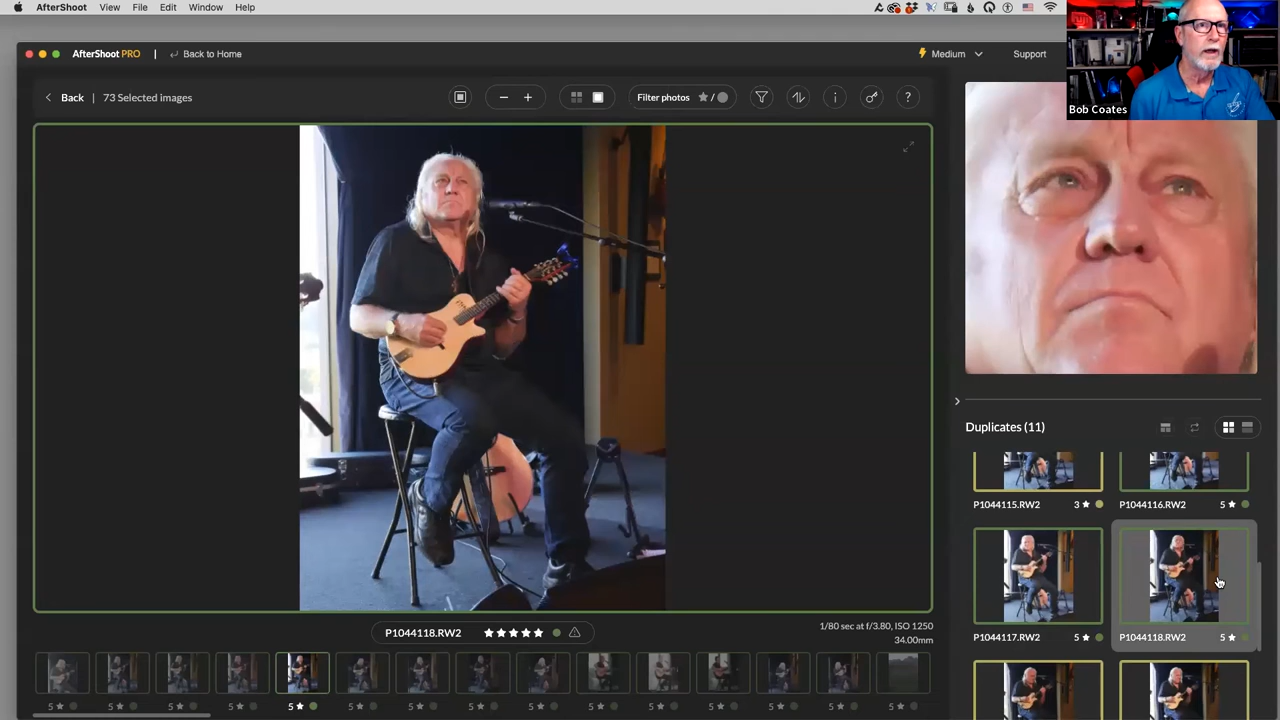 AfterShoot View File Edit Window Help
AfterShoot PRO | Back to Home
Medium
Support
Bob Coates
Back | 73 Selected images
Filter photos /
i
?
Duplicates (11)
P1044115.RW2 3
P1044116.RW2 5
P1044117.RW2 5
P1044118.RW2 5
P1044118.RW2
1/80 sec at f/3.80, ISO 1250
34.00mm
5 5 5 5 5 5 5 5 5 5 5 5 5 5 5